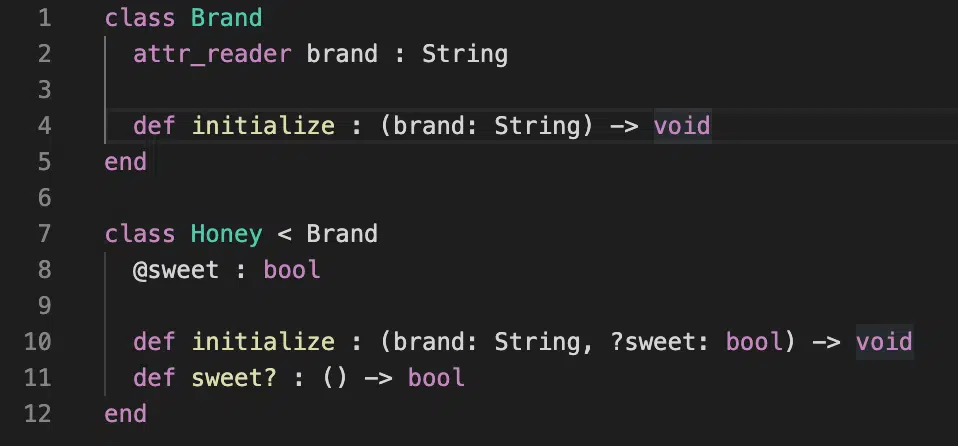 1 class Brand
2   attr_reader brand : String
3
4   def initialize : (brand: String) -> void
5 end
6
7 class Honey < Brand
8   @sweet : bool
9
10   def initialize : (brand: String, ?sweet: bool) -> void
11   def sweet? : () -> bool
12 end